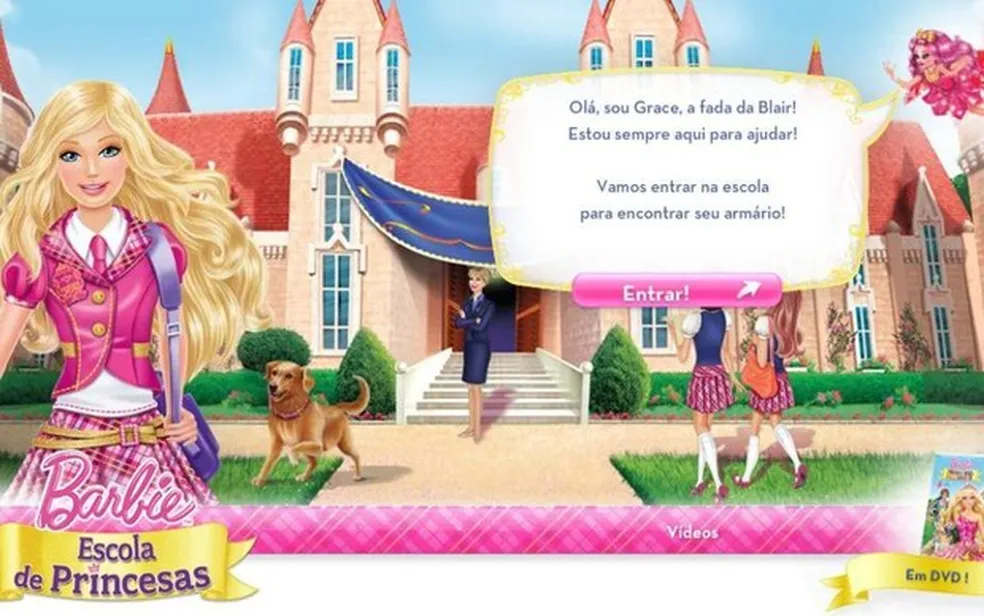 Olá, sou Grace, a fada da Blair!
Estou sempre aqui para ajudar!
Vamos entrar na escola
para encontrar seu armário!
Entrar!
Barbie
Escola
de Princesas
Vídeos
Em DVD!